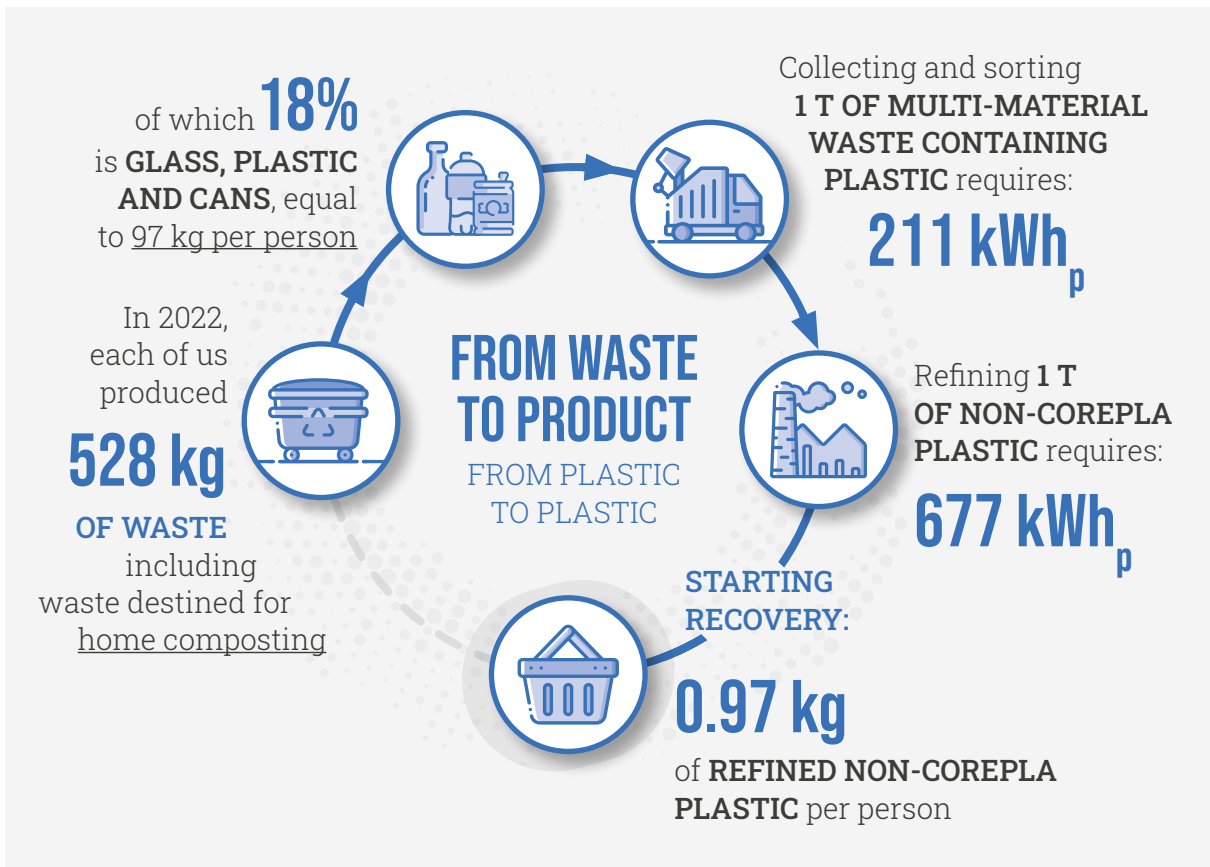 In 2022,
each of us
produced
528 kg
OF WASTE
including
waste destined for
home composting
of which 18%
is GLASS, PLASTIC
AND CANS, equal
to 97 kg per person
Collecting and sorting
1 T OF MULTI-MATERIAL
WASTE CONTAINING
PLASTIC requires:
211 kWhp
Refining 1 T
OF NON-COREPLA
PLASTIC requires:
677 kWhp
STARTING
RECOVERY:
0.97 kg
of REFINED NON-COREPLA
PLASTIC per person
FROM WASTE
TO PRODUCT
FROM PLASTIC
TO PLASTIC